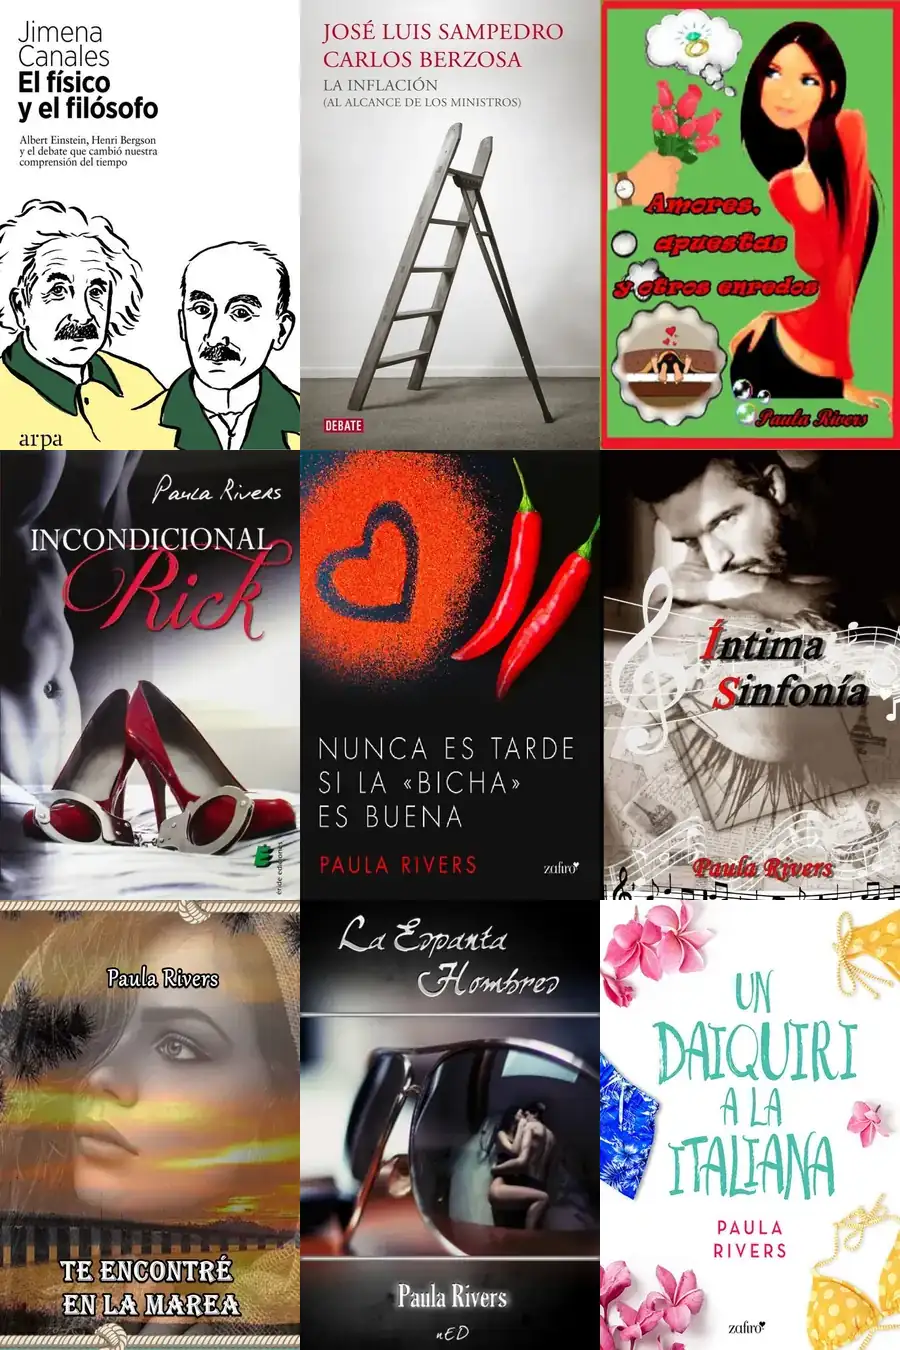 Jimena
Canales
El físico
y el filósofo
Albert Einstein, Henri Bergson
y el debate que cambió nuestra
comprensión del tiempo
arpa
JOSÉ LUIS SAMPEDRO
CARLOS BERZOSA
LA INFLACIÓN
(AL ALCANCE DE LOS MINISTROS)
DEBATE
Amores,
apuestas
y otros enredos
Paula Rivers
Paula Rivers
INCONDICIONAL
Rick
éride ediciones
NUNCA ES TARDE
SI LA «BICHA»
ES BUENA
PAULA RIVERS
zafiro
Íntima
Sinfonía
Paula Rivers
Paula Rivers
TE ENCONTRÉ
EN LA MAREA
La Espanta
Hombres
Paula Rivers
nED
UN
DAIQUIRI
A LA
ITALIANA
PAULA
RIVERS
zafiro